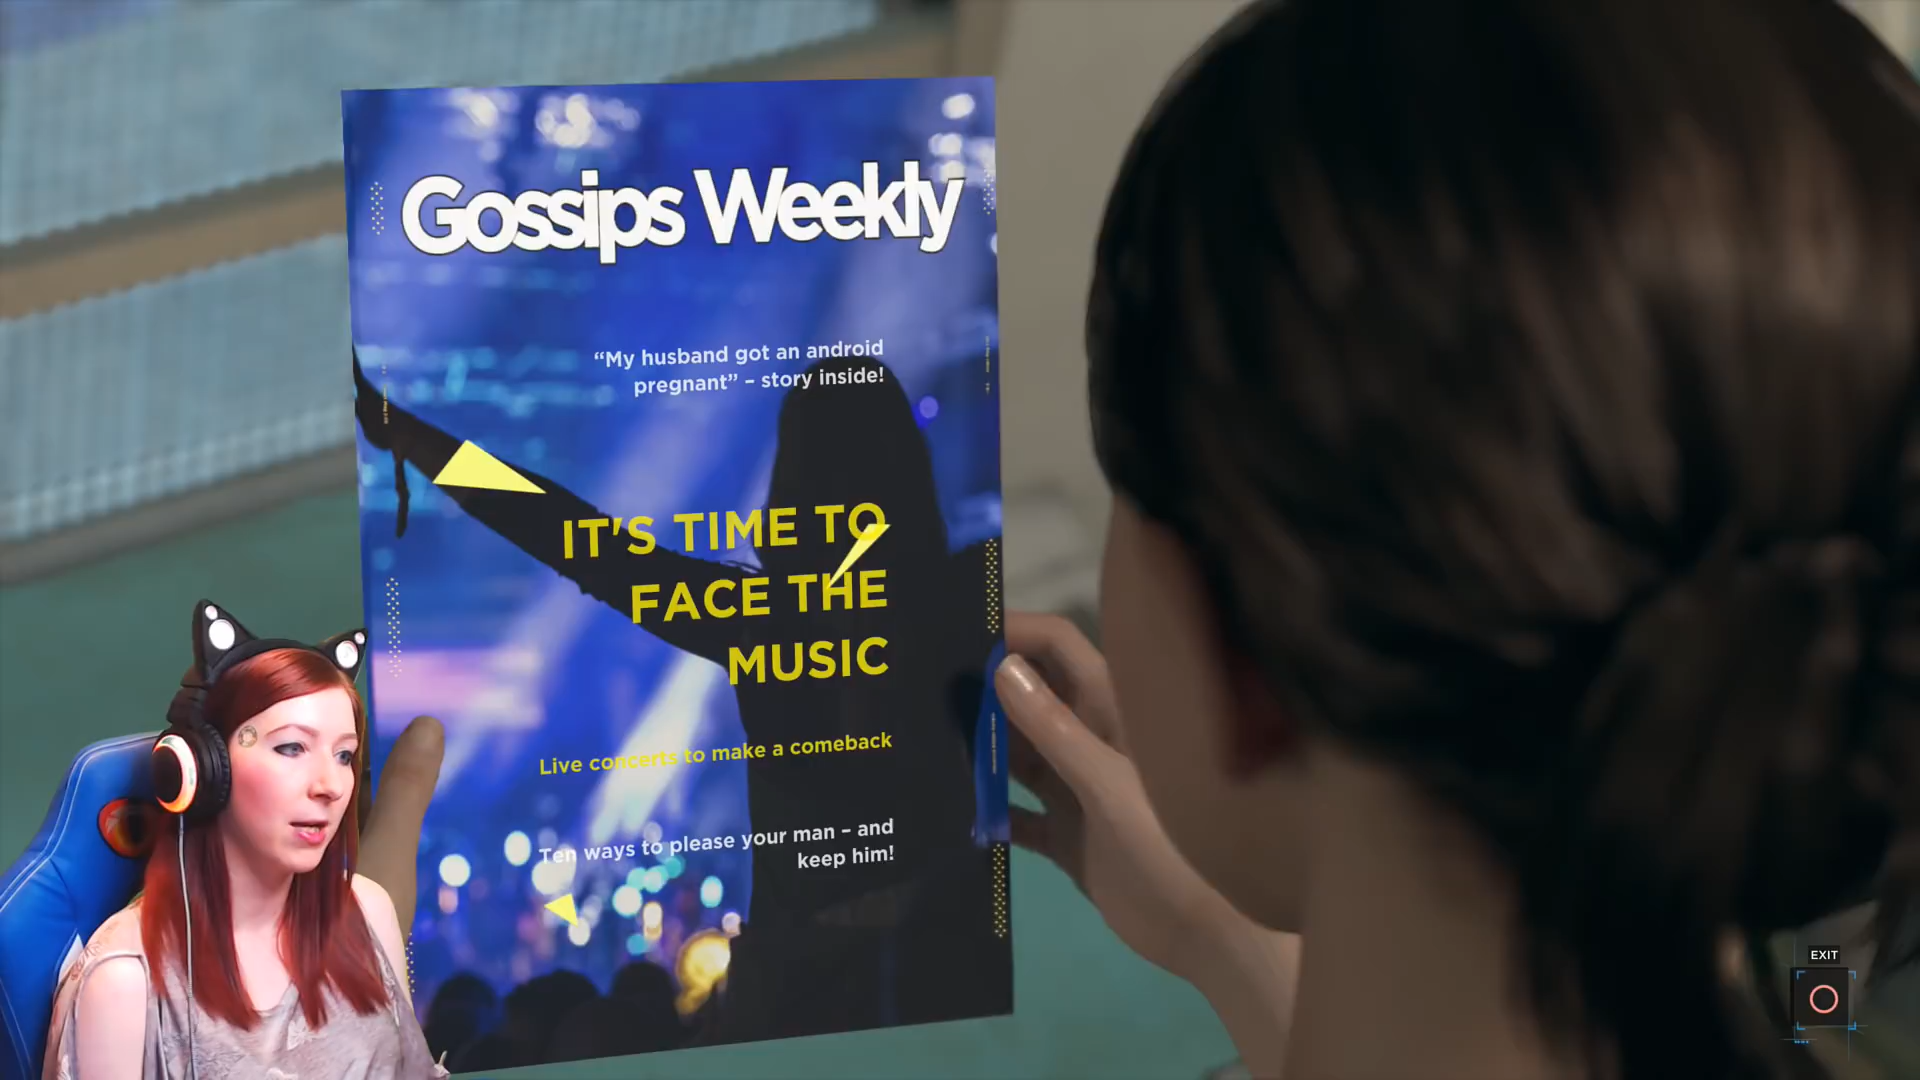 Gossips Weekly
“My husband got an android
pregnant” – story inside!
IT'S TIME TO
FACE THE
MUSIC
Live concerts to make a comeback
Ten ways to please your man – and
keep him!
EXIT